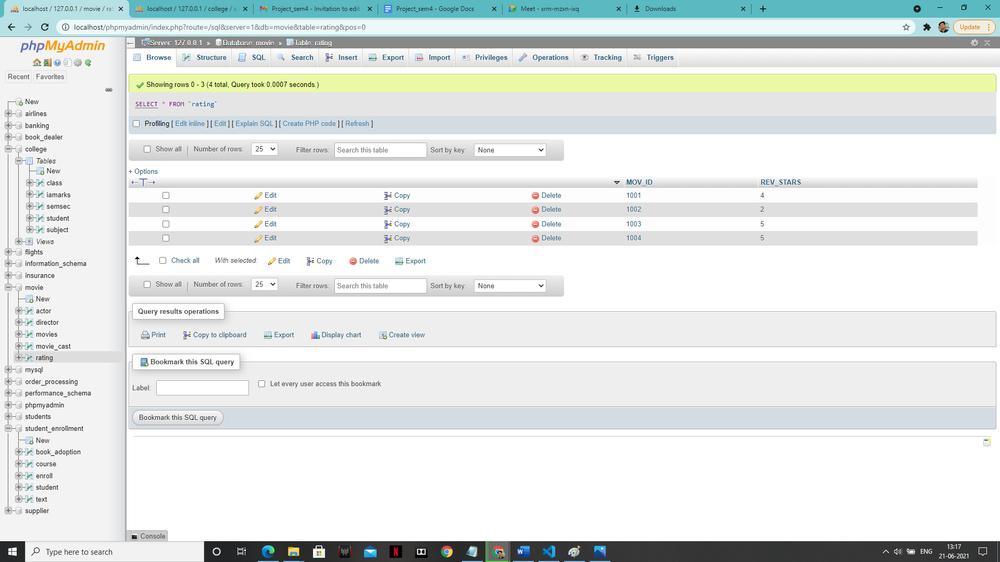 localhost / 127.0.0.1 / movie / rat
localhost / 127.0.0.1 / college / su
Project_sem4 - Invitation to edit
Project_sem4 - Google Docs
Meet - xrm-mzxn-ixq
Downloads
localhost/phpmyadmin/index.php?route=/sql&server=1&db=movie&table=rating&pos=0
Update
phpMyAdmin
Recent Favorites
New
airlines
banking
book_dealer
college
Tables
New
class
iamarks
semsec
student
subject
Views
flights
information_schema
insurance
movie
New
actor
director
movies
movie_cast
rating
mysql
order_processing
performance_schema
phpmyadmin
students
student_enrollment
New
book_adoption
course
enroll
student
text
supplier
Server: 127.0.0.1 » Database: movie » Table: rating
Browse Structure SQL Search Insert Export Import Privileges Operations Tracking Triggers
Showing rows 0 - 3 (4 total, Query took 0.0007 seconds.)
SELECT * FROM `rating`
Profiling [ Edit inline ] [ Edit ] [ Explain SQL ] [ Create PHP code ] [ Refresh ]
Show all | Number of rows: 25 Filter rows: Search this table Sort by key: None
+ Options
←T→ MOV_ID REV_STARS
Edit Copy Delete 1001 4
Edit Copy Delete 1002 2
Edit Copy Delete 1003 5
Edit Copy Delete 1004 5
Check all With selected: Edit Copy Delete Export
Show all | Number of rows: 25 Filter rows: Search this table Sort by key: None
Query results operations
Print Copy to clipboard Export Display chart Create view
Bookmark this SQL query
Label: Let every user access this bookmark
Bookmark this SQL query
Console
Type here to search
ENG
13:17
21-06-2021